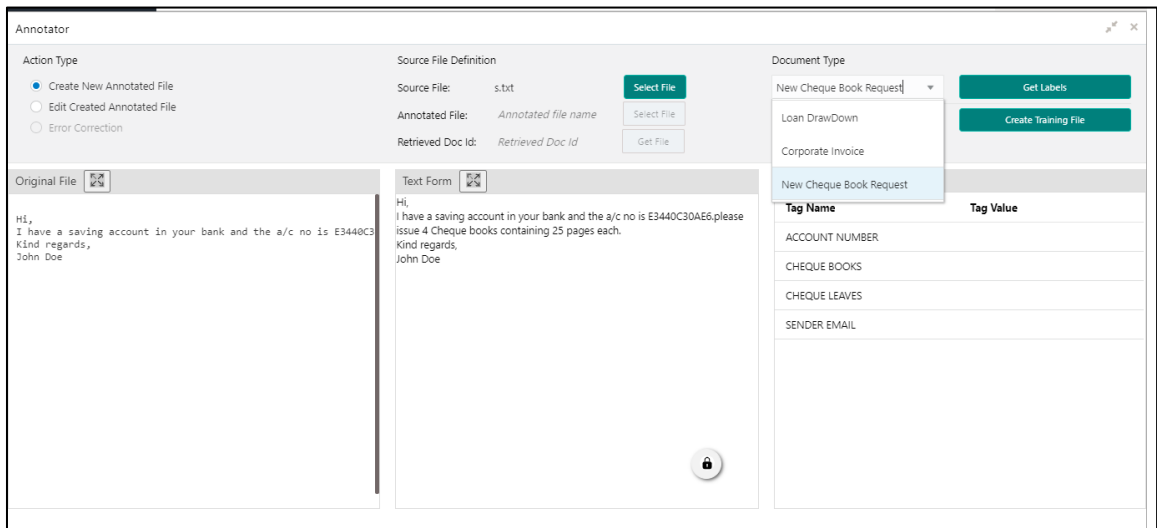 Annotator
Action Type
Create New Annotated File
Edit Created Annotated File
Error Correction
Source File Definition
Source File: s.txt Select File
Annotated File: Annotated file name Select File
Retrieved Doc Id: Retrieved Doc Id Get File
Document Type
New Cheque Book Request
Loan DrawDown
Corporate Invoice
New Cheque Book Request
Get Labels
Create Training File
Original File
Hi,
I have a saving account in your bank and the a/c no is E3440C3
Kind regards,
John Doe
Text Form
Hi,
I have a saving account in your bank and the a/c no is E3440C30AE6.please
issue 4 Cheque books containing 25 pages each.
Kind regards,
John Doe
Tag Name Tag Value
ACCOUNT NUMBER
CHEQUE BOOKS
CHEQUE LEAVES
SENDER EMAIL